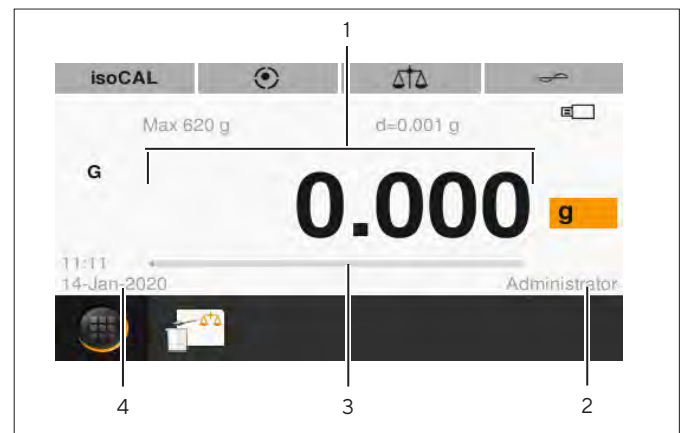 1
isoCAL
Max 620 g d=0.001 g
G
0.000 g
11:11
14-Jan-2020 Administrator
4 3 2